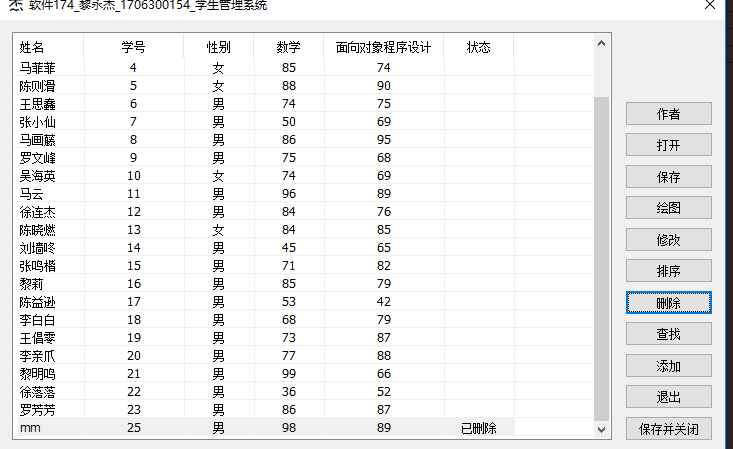 杰 软件174_黎永杰_1706300154_学生管理系统
姓名 学号 性别 数学 面向对象程序设计 状态
马菲菲 4 女 85 74
陈则滑 5 女 88 90
王思鑫 6 男 74 75
张小仙 7 男 50 69
马画藤 8 男 86 95
罗文峰 9 男 75 68
吴海英 10 女 74 69
马云 11 男 96 89
徐连杰 12 男 84 76
陈晓燃 13 女 84 85
刘墙咚 14 男 45 65
张鸣楷 15 男 71 82
黎莉 16 男 85 79
陈益逊 17 男 53 42
李白白 18 男 68 79
王倡零 19 男 73 87
李亲爪 20 男 77 88
黎明鸣 21 男 99 66
徐落落 22 男 36 52
罗芳芳 23 男 86 87
mm 25 男 98 89 已删除
作者
打开
保存
绘图
修改
排序
删除
查找
添加
退出
保存并关闭